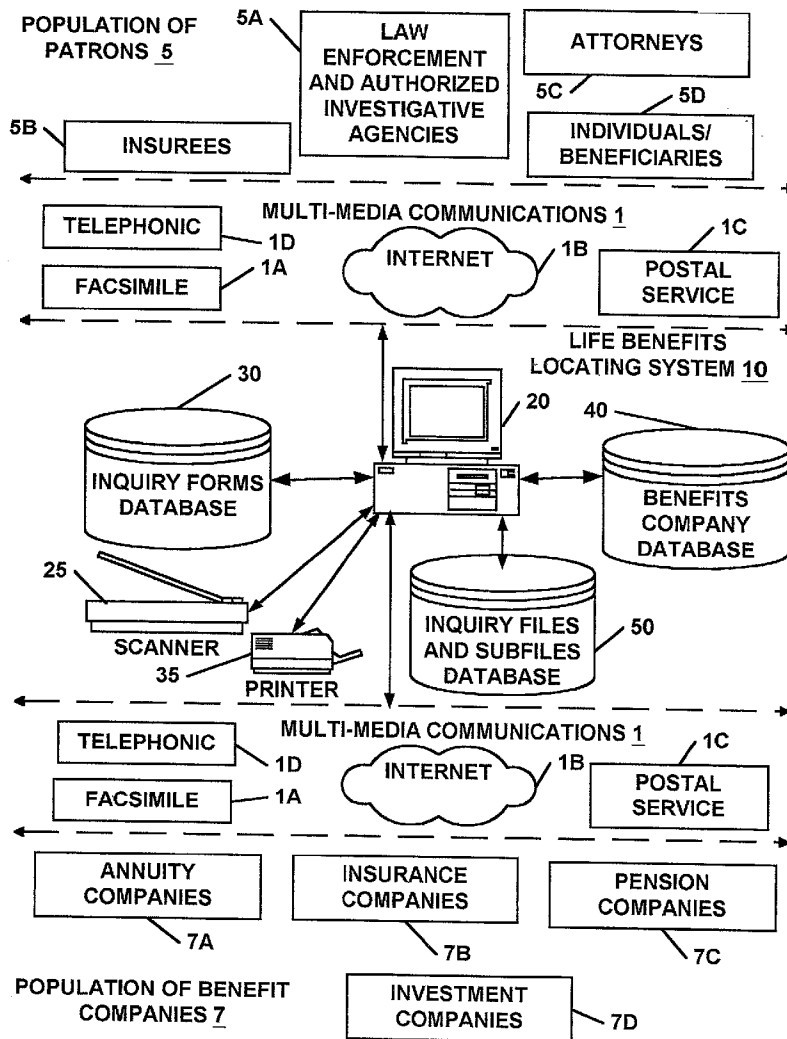 POPULATION OF
PATRONS 5
5A
LAW
ENFORCEMENT
AND AUTHORIZED
INVESTIGATIVE
AGENCIES
ATTORNEYS
5C
5D
5B
INSUREES
INDIVIDUALS/
BENEFICIARIES
MULTI-MEDIA COMMUNICATIONS 1
TELEPHONIC
1D
FACSIMILE
1A
INTERNET
1B
1C
POSTAL
SERVICE
LIFE BENEFITS
LOCATING SYSTEM 10
30
INQUIRY FORMS
DATABASE
20
40
BENEFITS
COMPANY
DATABASE
25
SCANNER
35
PRINTER
INQUIRY FILES
AND SUBFILES
DATABASE
50
MULTI-MEDIA COMMUNICATIONS 1
TELEPHONIC
1D
FACSIMILE
1A
INTERNET
1B
1C
POSTAL
SERVICE
ANNUITY
COMPANIES
7A
INSURANCE
COMPANIES
7B
PENSION
COMPANIES
7C
POPULATION OF BENEFIT
COMPANIES 7
INVESTMENT
COMPANIES
7D